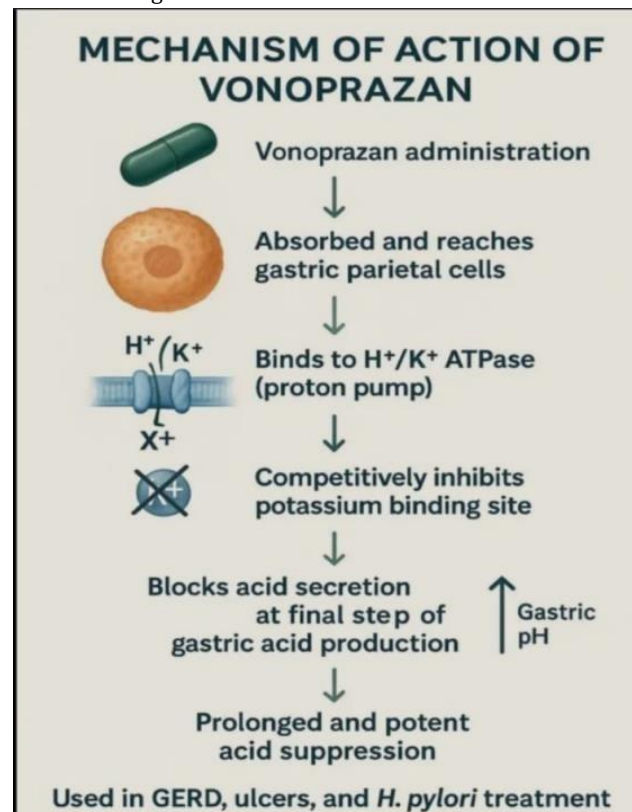 MECHANISM OF ACTION OF
VONOPRAZAN
Vonoprazan administration
Absorbed and reaches
gastric parietal cells
H+ K+
X+
Binds to H+/K+ ATPase
(proton pump)
K+
Competitively inhibits
potassium binding site
Blocks acid secretion
at final step of
gastric acid production
Gastric
pH
Prolonged and potent
acid suppression
Used in GERD, ulcers, and H. pylori treatment